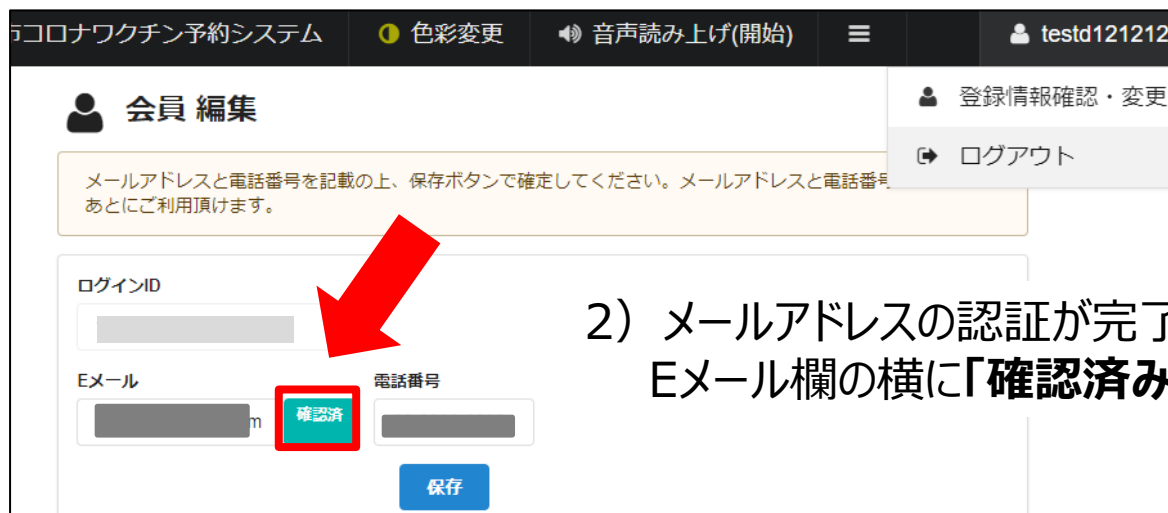 市コロナワクチン予約システム 色彩変更 音声読み上げ(開始) testd121212
登録情報確認・変更
ログアウト
会員 編集
メールアドレスと電話番号を記載の上、保存ボタンで確定してください。メールアドレスと電話番号
あとにご利用頂けます。
ログインID
2）メールアドレスの認証が完了
Eメール欄の横に「確認済み
Eメール 電話番号
m 確認済
保存